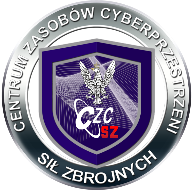 CENTRUM ZASOBÓW CYBERPRZESTRZENI
SIŁ ZBROJNYCH
CZC
SZ